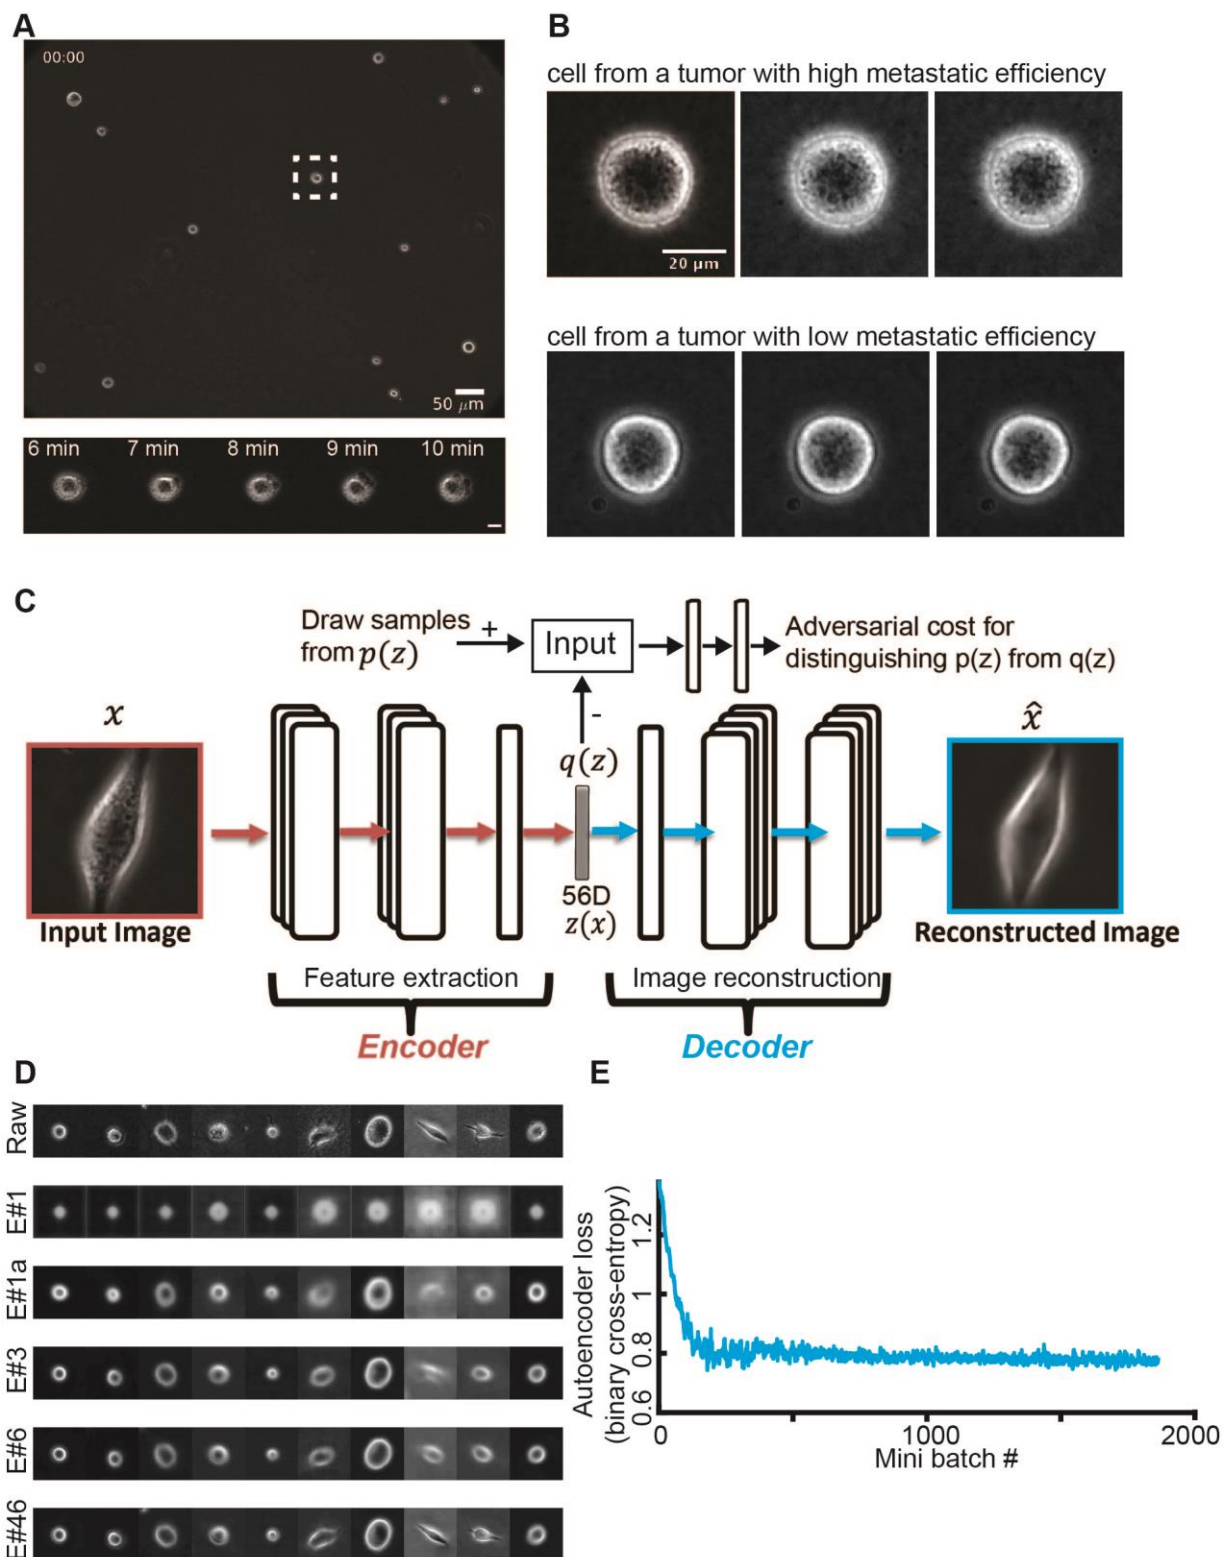 A
00:00
50 μm
6 min 7 min 8 min 9 min 10 min
B
cell from a tumor with high metastatic efficiency
20 μm
cell from a tumor with low metastatic efficiency
C
Draw samples
from p(z)
+
Input
Adversarial cost for
distinguishing p(z) from q(z)
-
x
q(z)
x̂
56D
z(x)
Input Image
Reconstructed Image
Feature extraction
Image reconstruction
Encoder
Decoder
D
Raw
E#1
E#1a
E#3
E#6
E#46
E
Autoencoder loss
(binary cross-entropy)
1.2
1
0.8
0.6
0 1000 2000
Mini batch #